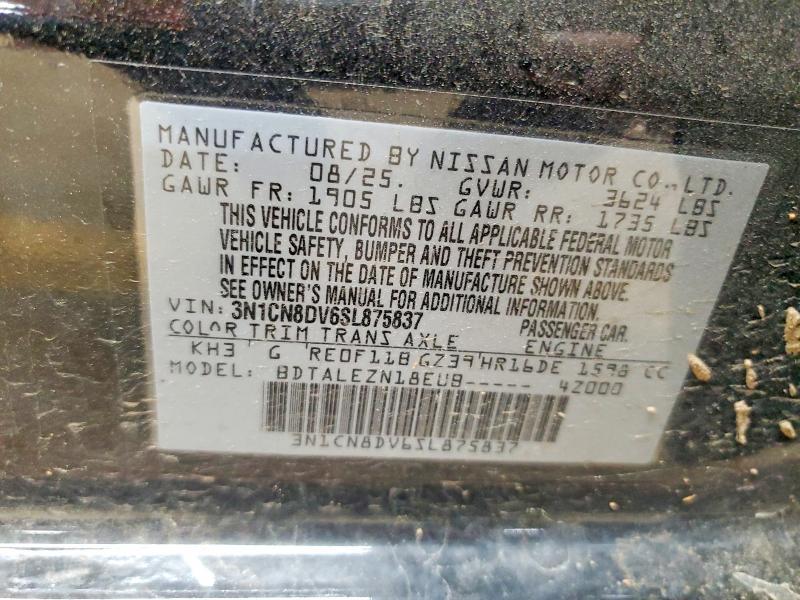 MANUFACTURED BY NISSAN MOTOR CO., LTD.
DATE: 08/25. GVWR: 3624 LBS
GAWR FR: 1905 LBS GAWR RR: 1735 LBS
THIS VEHICLE CONFORMS TO ALL APPLICABLE FEDERAL MOTOR
VEHICLE SAFETY, BUMPER AND THEFT PREVENTION STANDARDS
IN EFFECT ON THE DATE OF MANUFACTURE SHOWN ABOVE.
SEE OWNER'S MANUAL FOR ADDITIONAL INFORMATION.
VIN: 3N1CN8DV6SL875837 PASSENGER CAR.
COLOR TRIM TRANS AXLE ENGINE
KH3 G RE0F11B GZ39 HR16DE 1598 CC
MODEL: BDTALEZN18EU9----- 4Z000
3N1CN8DV6SL875837